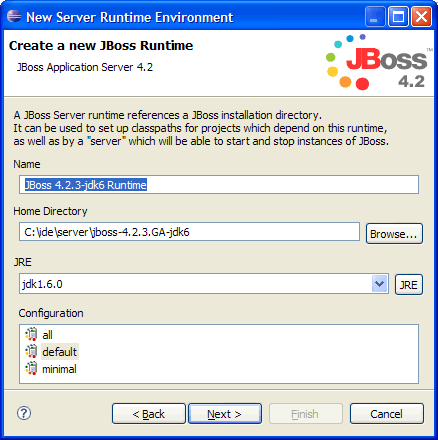 New Server Runtime Environment
Create a new JBoss Runtime
JBoss Application Server 4.2
JBoss™
4.2
A JBoss Server runtime references a JBoss installation directory.
It can be used to set up classpaths for projects which depend on this runtime,
as well as by a "server" which will be able to start and stop instances of JBoss.
Name
JBoss 4.2.3-jdk6 Runtime
Home Directory
C:\ide\server\jboss-4.2.3.GA-jdk6
Browse...
JRE
jdk1.6.0
JRE
Configuration
all
default
minimal
?
< Back
Next >
Finish
Cancel